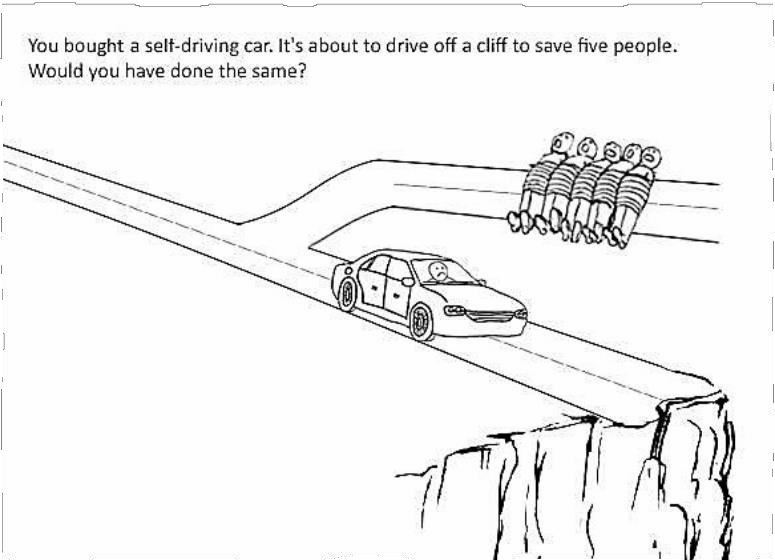 You bought a self-driving car. It's about to drive off a cliff to save five people.
Would you have done the same?